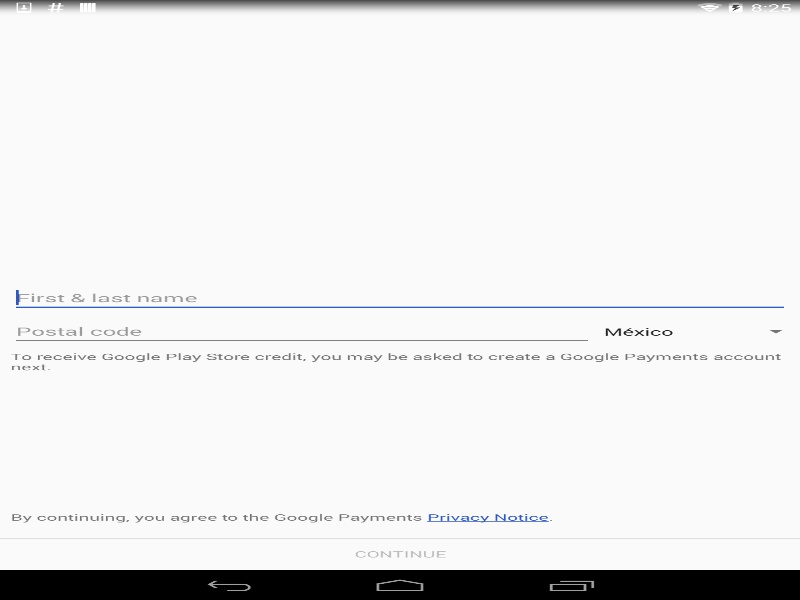 8:25
First & last name
Postal code
México
To receive Google Play Store credit, you may be asked to create a Google Payments account
next.
By continuing, you agree to the Google Payments Privacy Notice.
CONTINUE